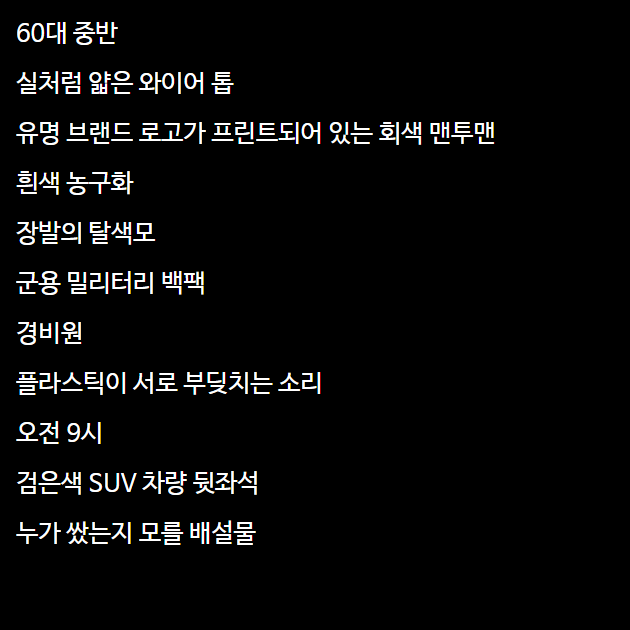 60대 중반
실처럼 얇은 와이어 톱
유명 브랜드 로고가 프린트되어 있는 회색 맨투맨
흰색 농구화
장발의 탈색모
군용 밀리터리 백팩
경비원
플라스틱이 서로 부딪치는 소리
오전 9시
검은색 SUV 차량 뒷좌석
누가 쌌는지 모를 배설물